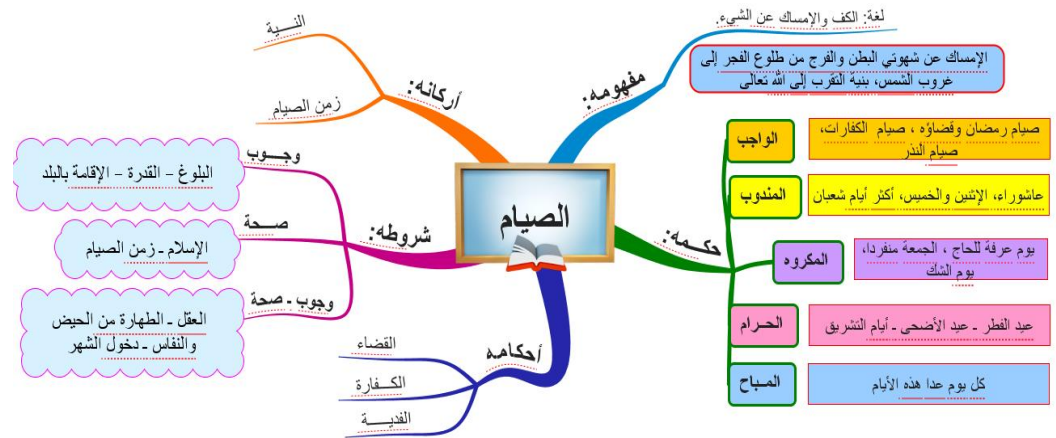 الصيام
مفهومه:
لغة: الكف والإمساك عن الشيء.
الإمساك عن شهوتي البطن والفرج من طلوع الفجر إلى
غروب الشمس، بنية التقرب إلى الله تعالى
حكمه:
الواجب
صيام رمضان وقضاؤه ، صيام الكفارات،
صيام النذر
المندوب
عاشوراء، الإثنين والخميس، أكثر أيام شعبان
المكروه
يوم عرفة للحاج ، الجمعة منفردا،
يوم الشك
الحرام
عيد الفطر - عيد الأضحى - أيام التشريق
المباح
كل يوم عدا هذه الأيام
أركانه:
النية
زمن الصيام
شروطه:
وجوب
البلوغ - القدرة - الإقامة بالبلد
صحة
الإسلام - زمن الصيام
وجوب - صحة
العقل - الطهارة من الحيض
والنفاس - دخول الشهر
أحكامه
القضاء
الكفارة
الفدية